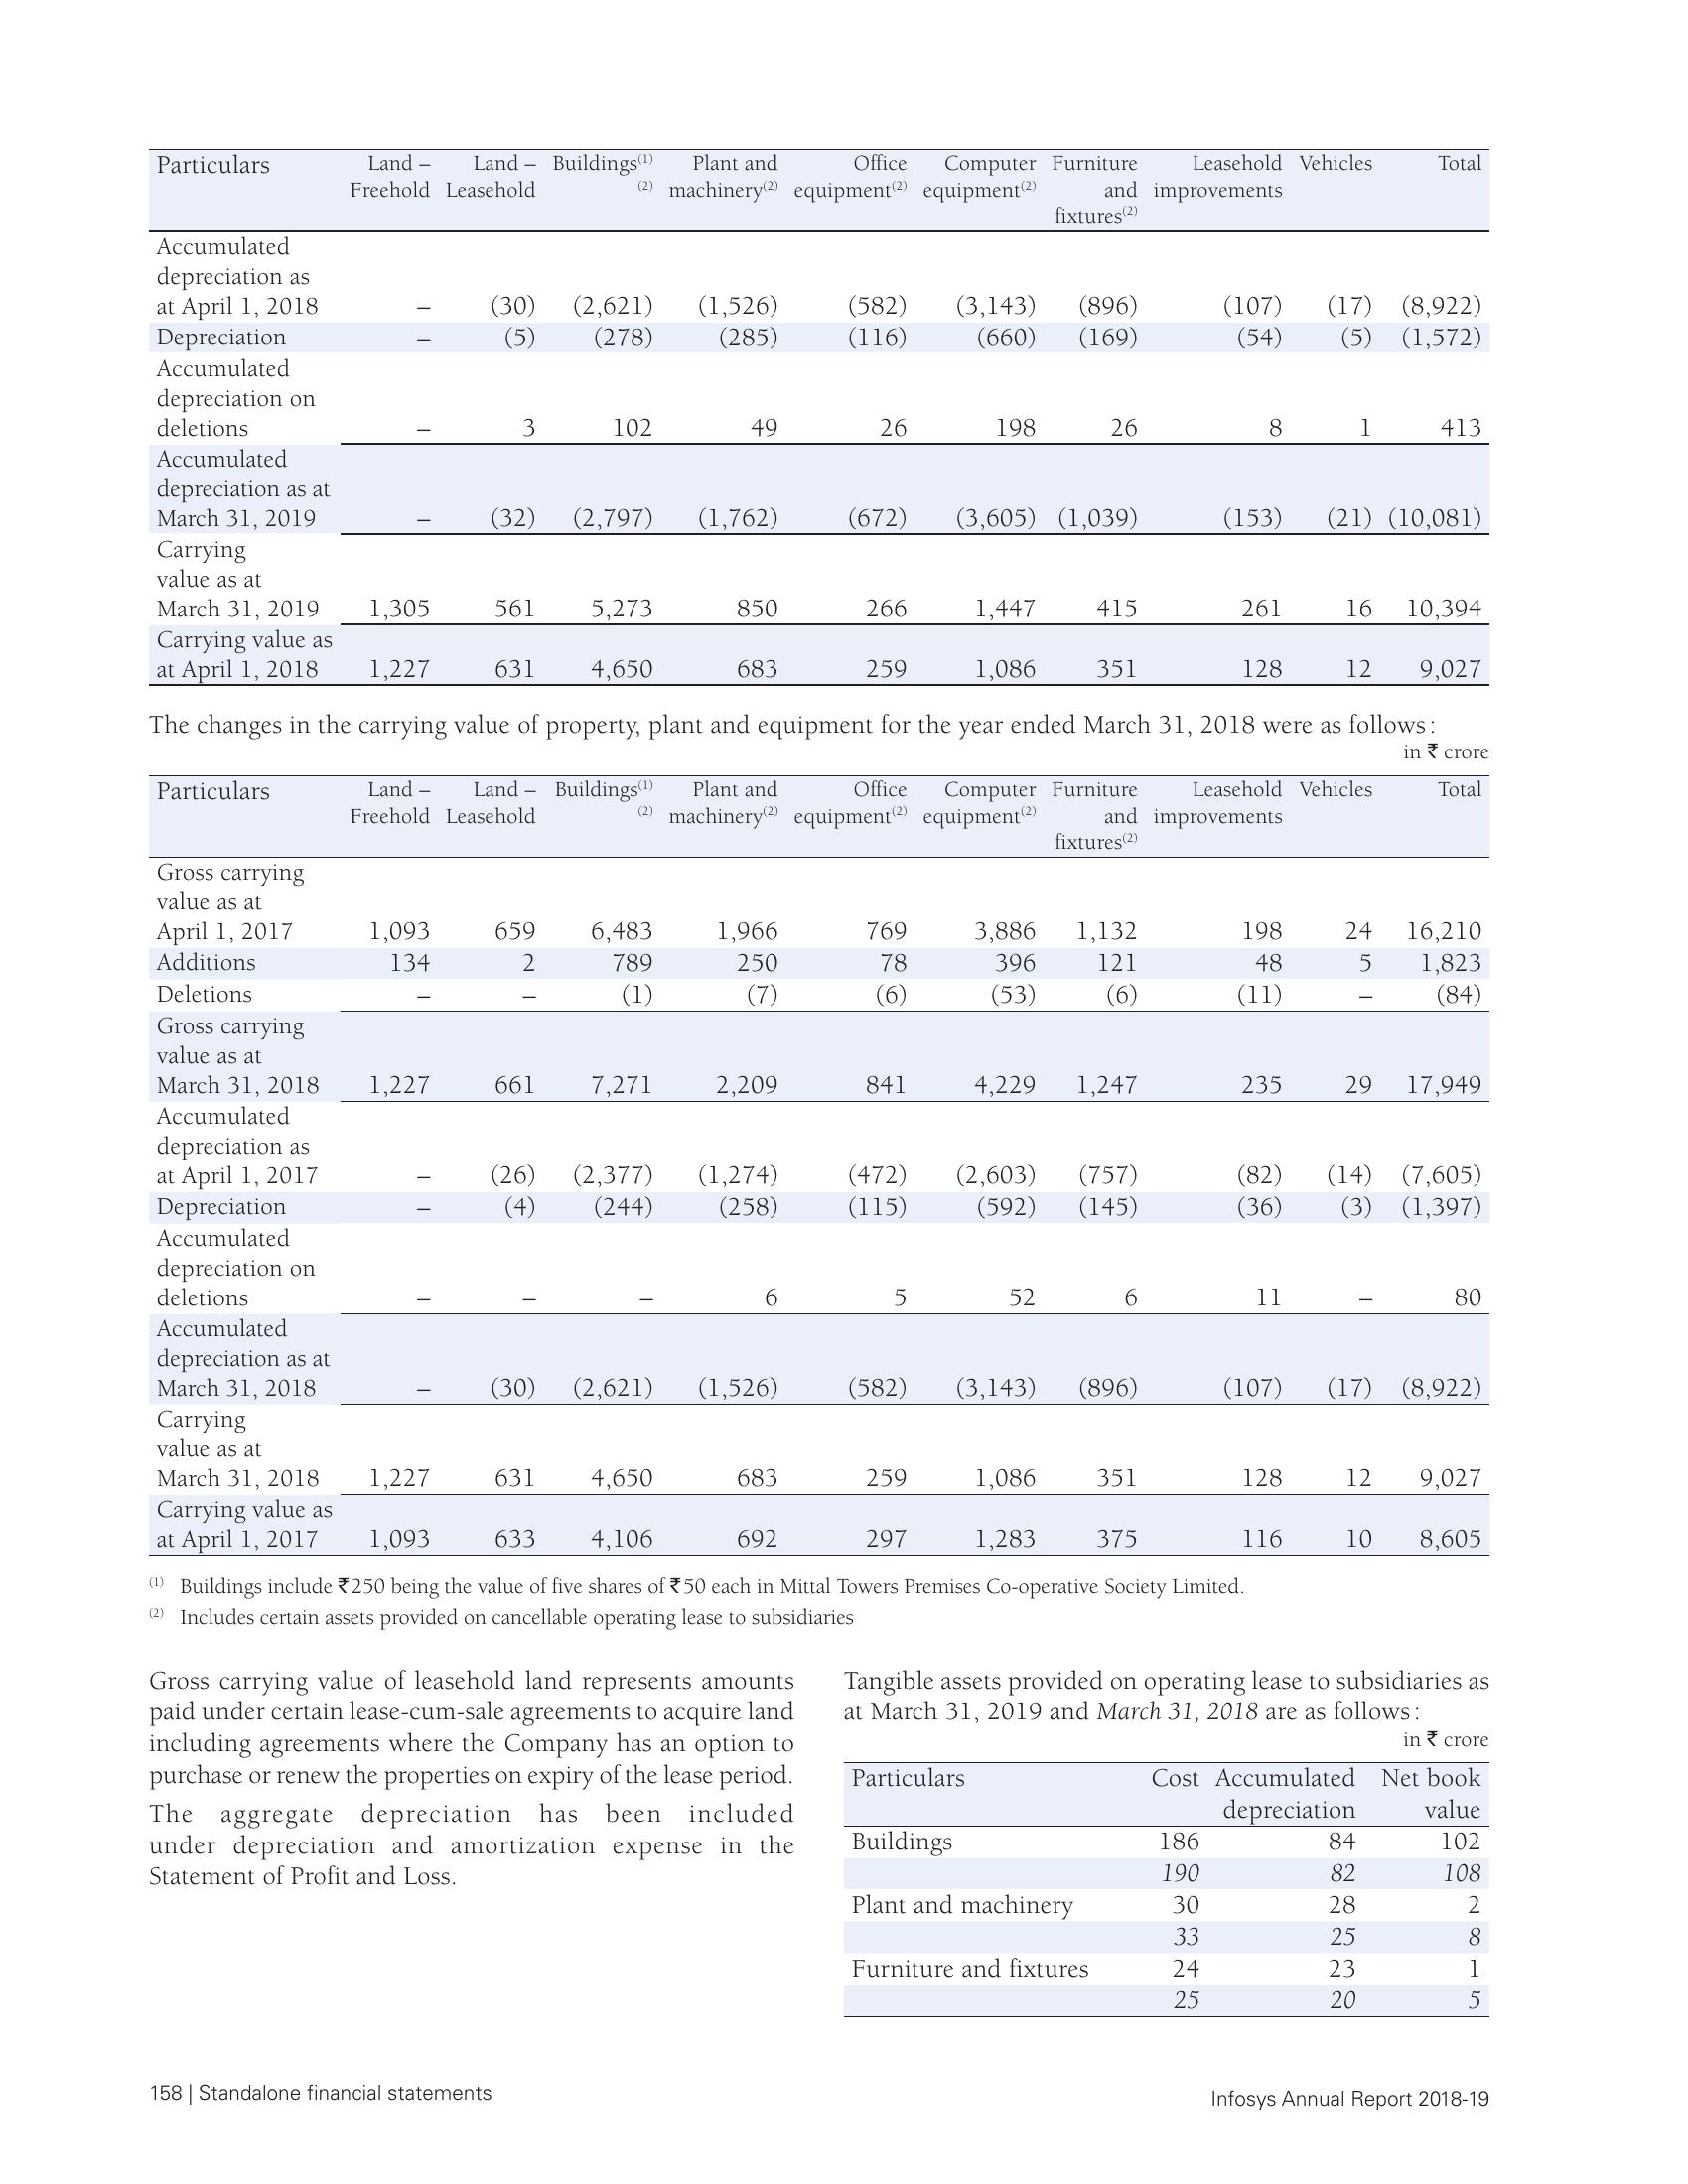 Particulars Land – Land – Buildings(1) Plant and Office Computer Furniture Leasehold Vehicles Total
Freehold Leasehold (2) machinery(2) equipment(2) equipment(2) and improvements
fixtures(2)
Accumulated
depreciation as
at April 1, 2018 – (30) (2,621) (1,526) (582) (3,143) (896) (107) (17) (8,922)
Depreciation – (5) (278) (285) (116) (660) (169) (54) (5) (1,572)
Accumulated
depreciation on
deletions – 3 102 49 26 198 26 8 1 413
Accumulated
depreciation as at
March 31, 2019 – (32) (2,797) (1,762) (672) (3,605) (1,039) (153) (21) (10,081)
Carrying
value as at
March 31, 2019 1,305 561 5,273 850 266 1,447 415 261 16 10,394
Carrying value as
at April 1, 2018 1,227 631 4,650 683 259 1,086 351 128 12 9,027
The changes in the carrying value of property, plant and equipment for the year ended March 31, 2018 were as follows:
in ₹ crore
Particulars Land – Land – Buildings(1) Plant and Office Computer Furniture Leasehold Vehicles Total
Freehold Leasehold (2) machinery(2) equipment(2) equipment(2) and improvements
fixtures(2)
Gross carrying
value as at
April 1, 2017 1,093 659 6,483 1,966 769 3,886 1,132 198 24 16,210
Additions 134 2 789 250 78 396 121 48 5 1,823
Deletions – – (1) (7) (6) (53) (6) (11) – (84)
Gross carrying
value as at
March 31, 2018 1,227 661 7,271 2,209 841 4,229 1,247 235 29 17,949
Accumulated
depreciation as
at April 1, 2017 – (26) (2,377) (1,274) (472) (2,603) (757) (82) (14) (7,605)
Depreciation – (4) (244) (258) (115) (592) (145) (36) (3) (1,397)
Accumulated
depreciation on
deletions – – – 6 5 52 6 11 – 80
Accumulated
depreciation as at
March 31, 2018 – (30) (2,621) (1,526) (582) (3,143) (896) (107) (17) (8,922)
Carrying
value as at
March 31, 2018 1,227 631 4,650 683 259 1,086 351 128 12 9,027
Carrying value as
at April 1, 2017 1,093 633 4,106 692 297 1,283 375 116 10 8,605
(1) Buildings include ₹250 being the value of five shares of ₹50 each in Mittal Towers Premises Co-operative Society Limited.
(2) Includes certain assets provided on cancellable operating lease to subsidiaries
Gross carrying value of leasehold land represents amounts
paid under certain lease-cum-sale agreements to acquire land
including agreements where the Company has an option to
purchase or renew the properties on expiry of the lease period.
The aggregate depreciation has been included
under depreciation and amortization expense in the
Statement of Profit and Loss.
Tangible assets provided on operating lease to subsidiaries as
at March 31, 2019 and March 31, 2018 are as follows:
in ₹ crore
Particulars Cost Accumulated Net book
depreciation value
Buildings 186 84 102
190 82 108
Plant and machinery 30 28 2
33 25 8
Furniture and fixtures 24 23 1
25 20 5
158 | Standalone financial statements
Infosys Annual Report 2018-19